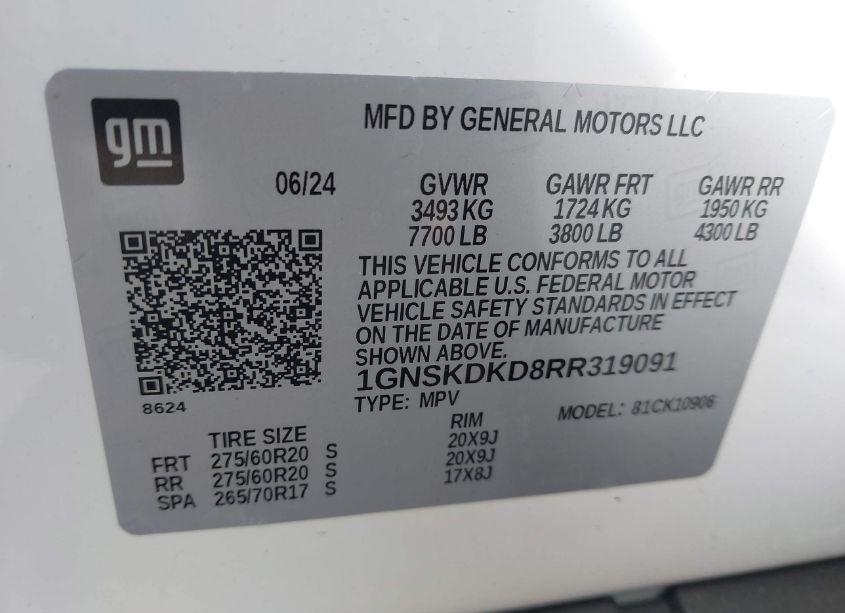 gm
MFD BY GENERAL MOTORS LLC
06/24 GVWR GAWR FRT GAWR RR
3493 KG 1724 KG 1950 KG
7700 LB 3800 LB 4300 LB
THIS VEHICLE CONFORMS TO ALL
APPLICABLE U.S. FEDERAL MOTOR
VEHICLE SAFETY STANDARDS IN EFFECT
ON THE DATE OF MANUFACTURE
SHOWN ABOVE.
1GNSKDKD8RR319091
8624
TYPE: MPV MODEL: 81CK10906
TIRE SIZE RIM
FRT 275/60R20 S 20X9J
RR 275/60R20 S 20X9J
SPA 265/70R17 S 17X8J